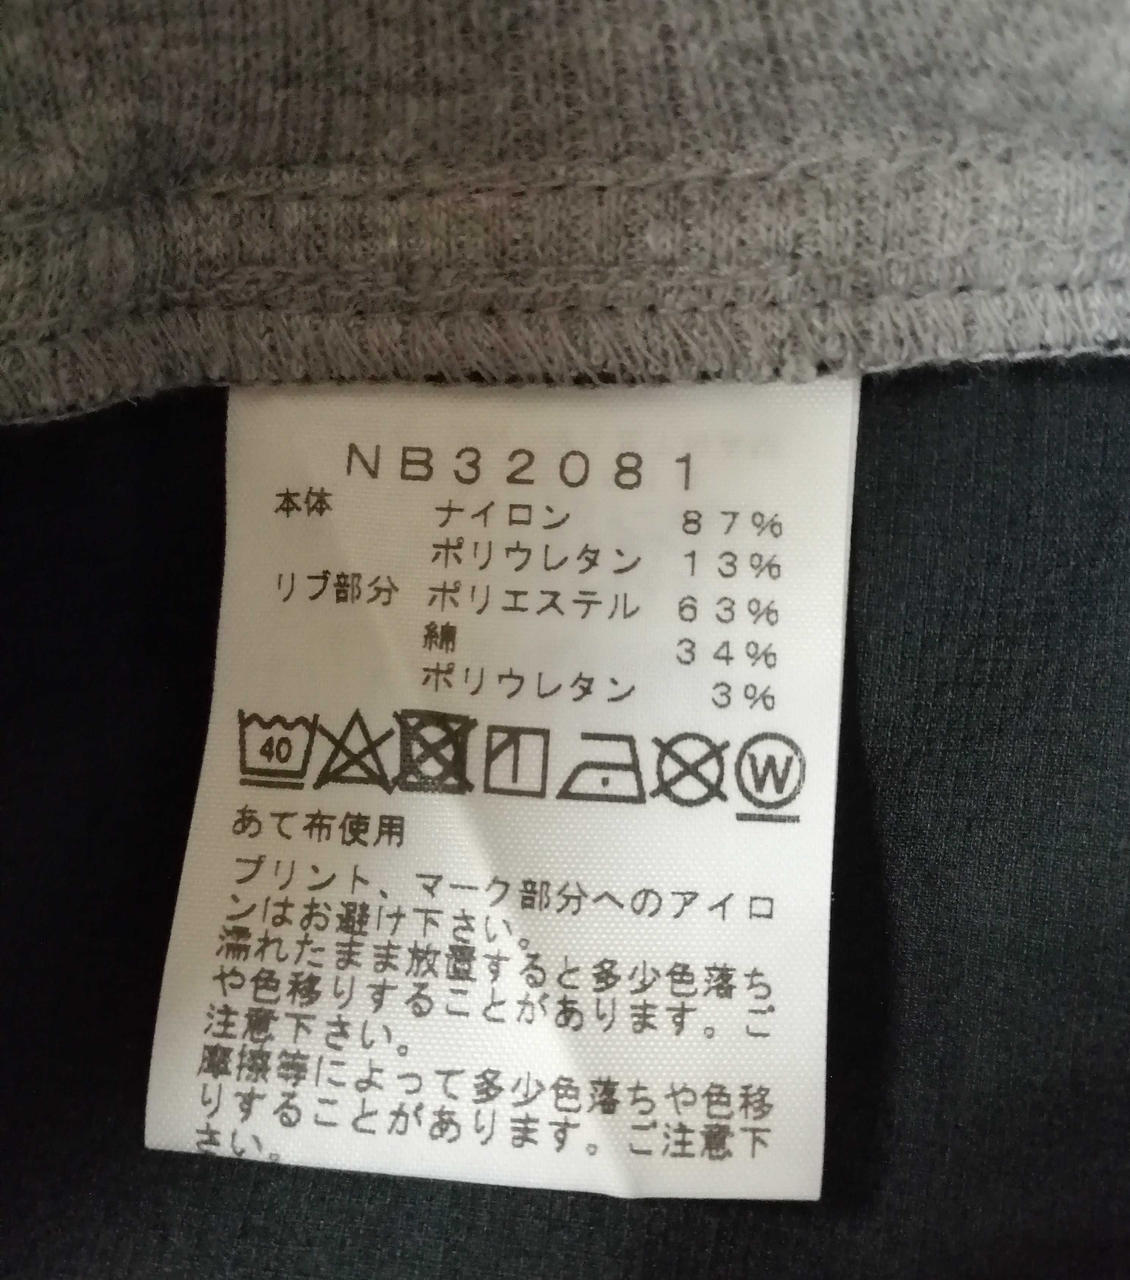 NB32081
本体 ナイロン 87%
ポリウレタン 13%
リブ部分 ポリエステル 63%
綿 34%
ポリウレタン 3%
40 W
あて布使用
プリント、マーク部分へのアイロ
ンはお避け下さい。
濡れたまま放置すると多少色落ち
や色移りすることがあります。ご
注意下さい。
摩擦等によって多少色落ちや色移
りすることがあります。ご注意下
さい。